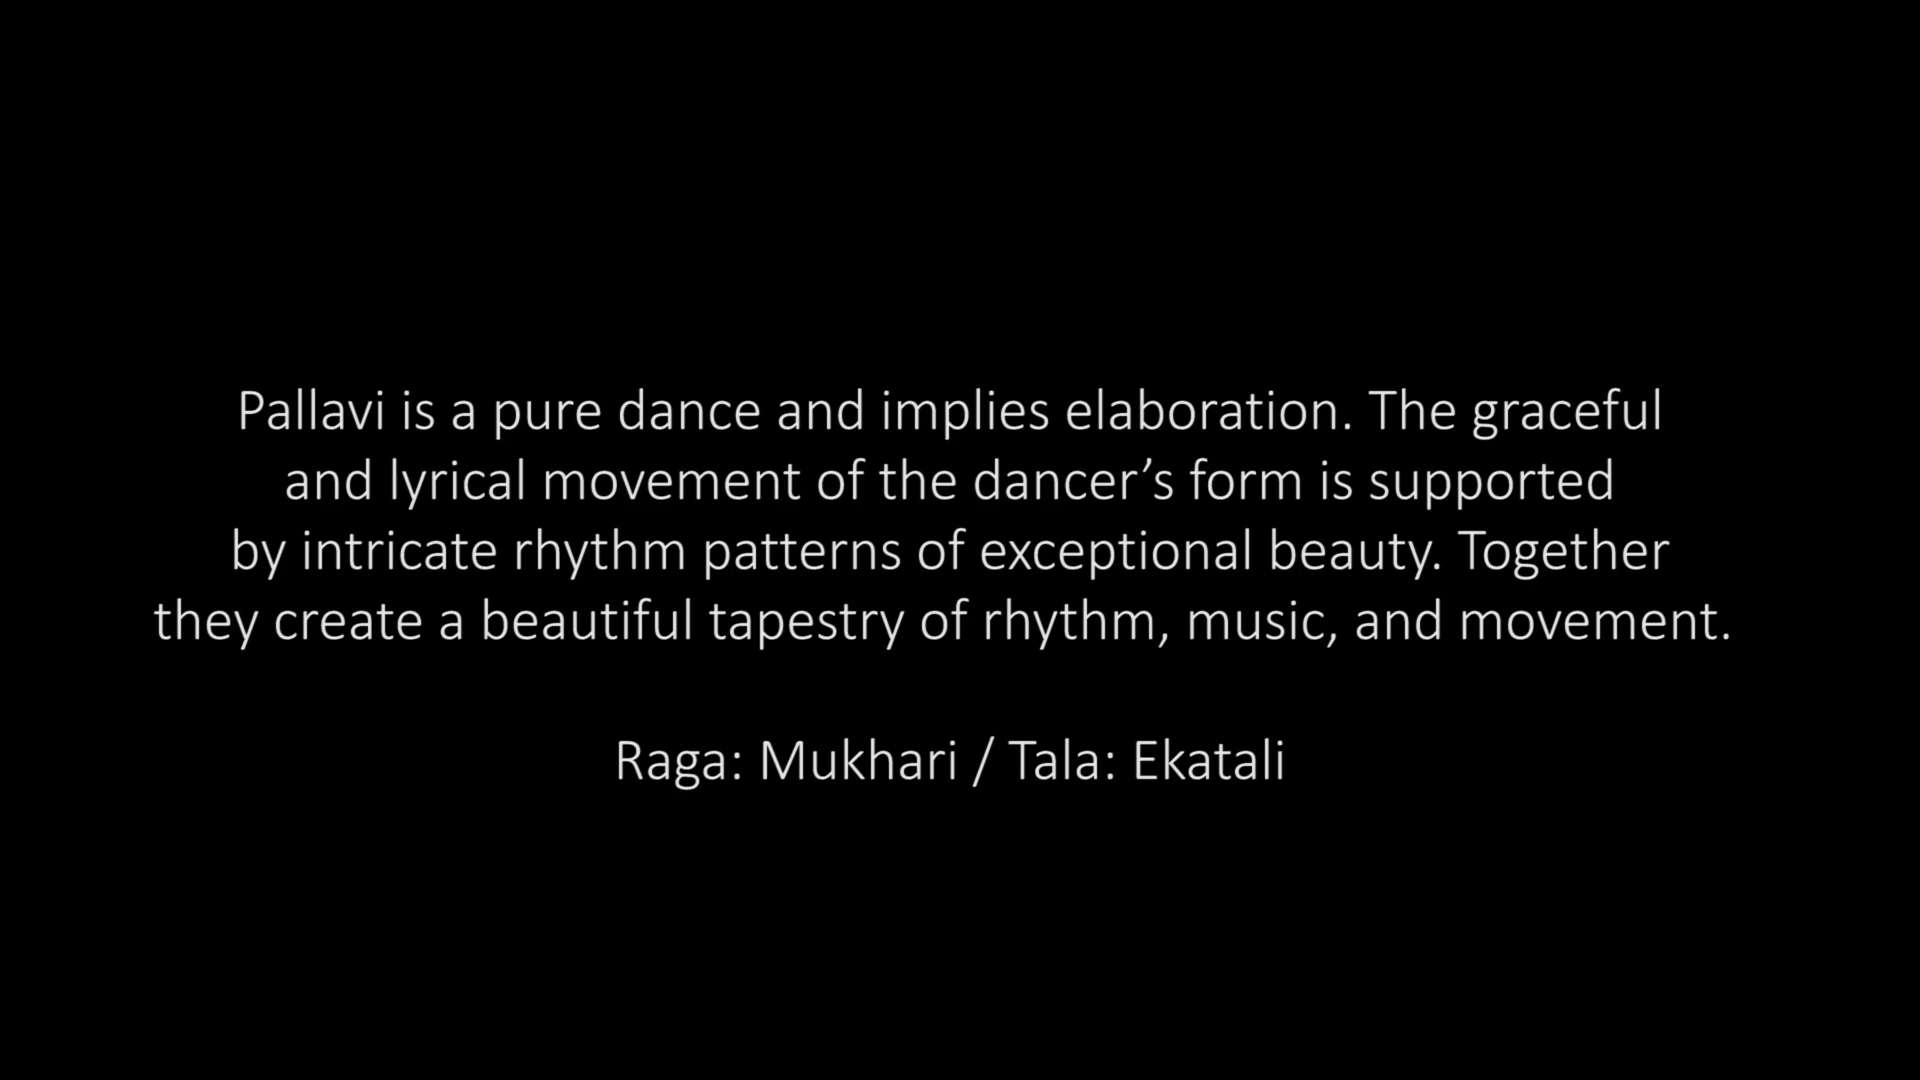 Pallavi is a pure dance and implies elaboration. The graceful
and lyrical movement of the dancer’s form is supported
by intricate rhythm patterns of exceptional beauty. Together
they create a beautiful tapestry of rhythm, music, and movement.
Raga: Mukhari / Tala: Ekatali